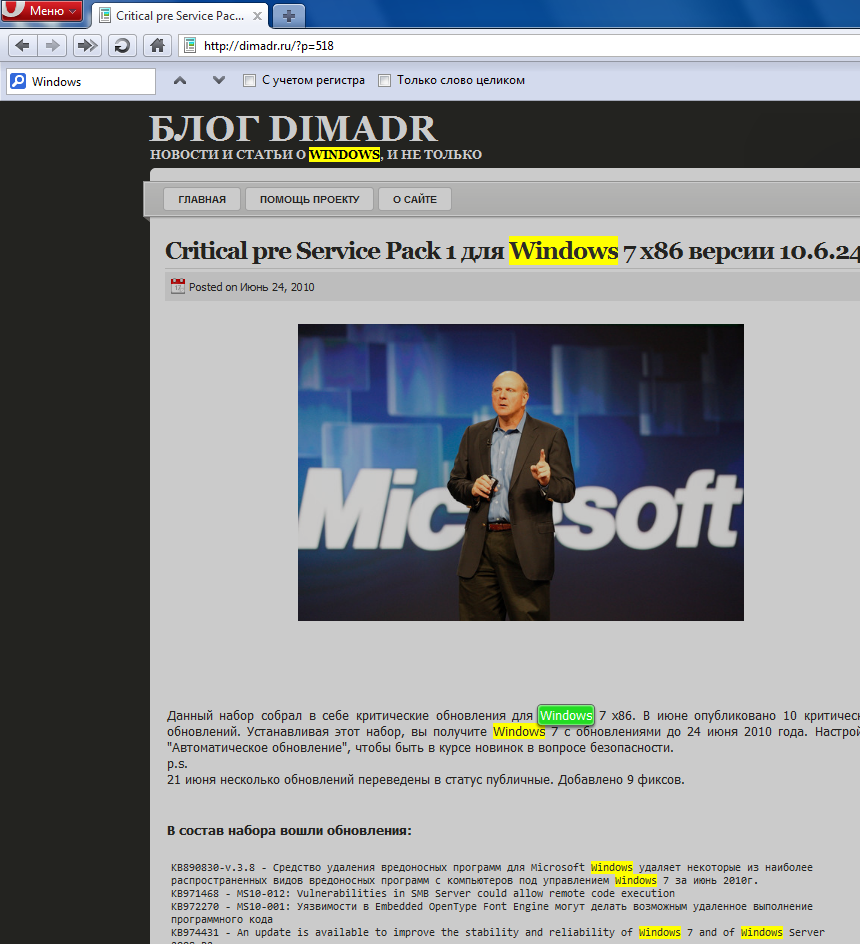 Меню
Critical pre Service Pac...
http://dimadr.ru/?p=518
Windows
С учетом регистра
Только слово целиком
БЛОГ DIMADR
НОВОСТИ И СТАТЬИ О WINDOWS, И НЕ ТОЛЬКО
ГЛАВНАЯ
ПОМОЩЬ ПРОЕКТУ
О САЙТЕ
Critical pre Service Pack 1 для Windows 7 x86 версии 10.6.24
Posted on Июнь 24, 2010
Microsoft
Данный набор собрал в себе критические обновления для Windows 7 x86. В июне опубликовано 10 критичес
обновлений. Устанавливая этот набор, вы получите Windows 7 с обновлениями до 24 июня 2010 года. Настрой
"Автоматическое обновление", чтобы быть в курсе новинок в вопросе безопасности.
p.s.
21 июня несколько обновлений переведены в статус публичные. Добавлено 9 фиксов.
В состав набора вошли обновления:
KB890830-v.3.8 - Средство удаления вредоносных программ для Microsoft Windows удаляет некоторые из наиболее
распространенных видов вредоносных программ с компьютеров под управлением Windows 7 за июнь 2010г.
KB971468 - MS10-012: Vulnerabilities in SMB Server could allow remote code execution
KB972270 - MS10-001: Уязвимости в Embedded OpenType Font Engine могут делать возможным удаленное выполнение
программного кода
KB974431 - An update is available to improve the stability and reliability of Windows 7 and of Windows Server